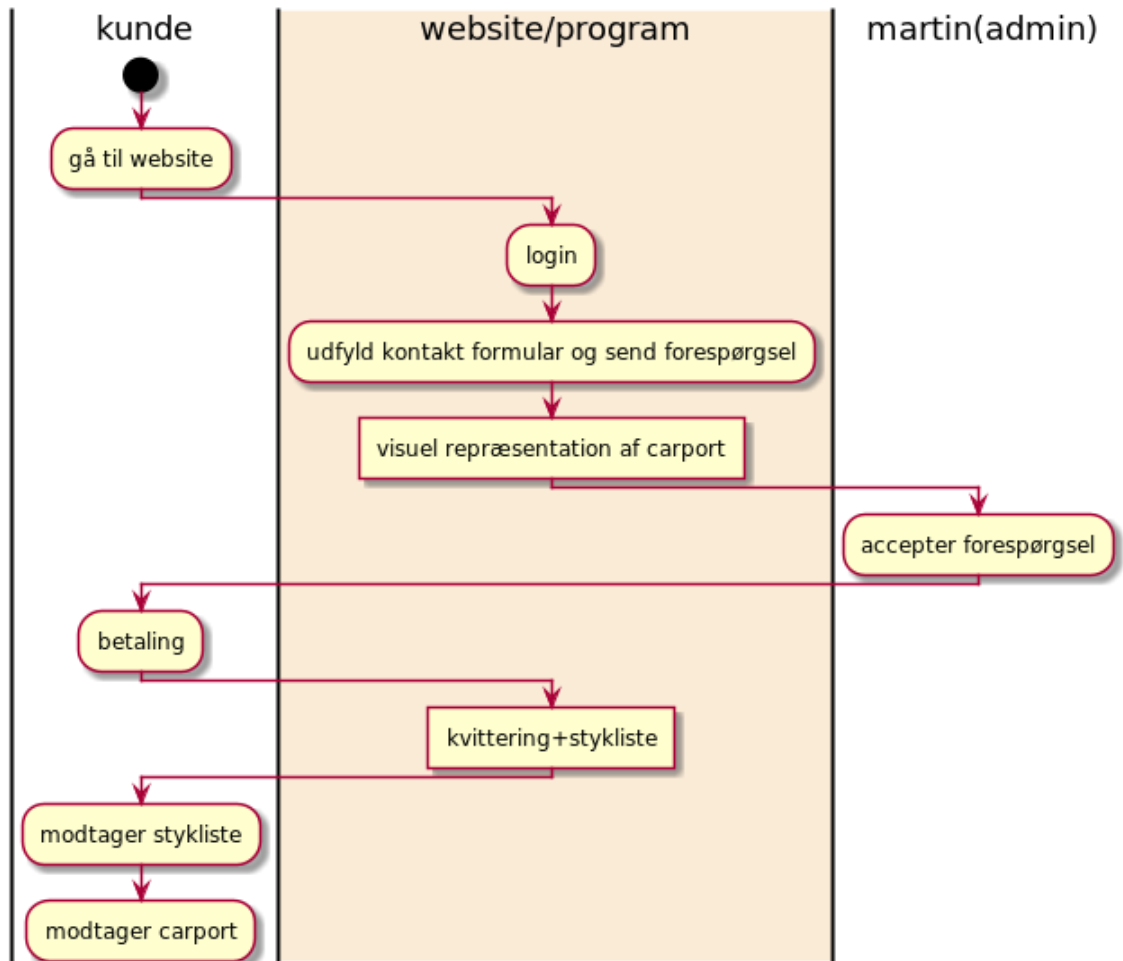 kunde
website/program
martin(admin)
gå til website
login
udfyld kontakt formular og send forespørgsel
visuel repræsentation af carport
accepter forespørgsel
betaling
kvittering+stykliste
modtager stykliste
modtager carport